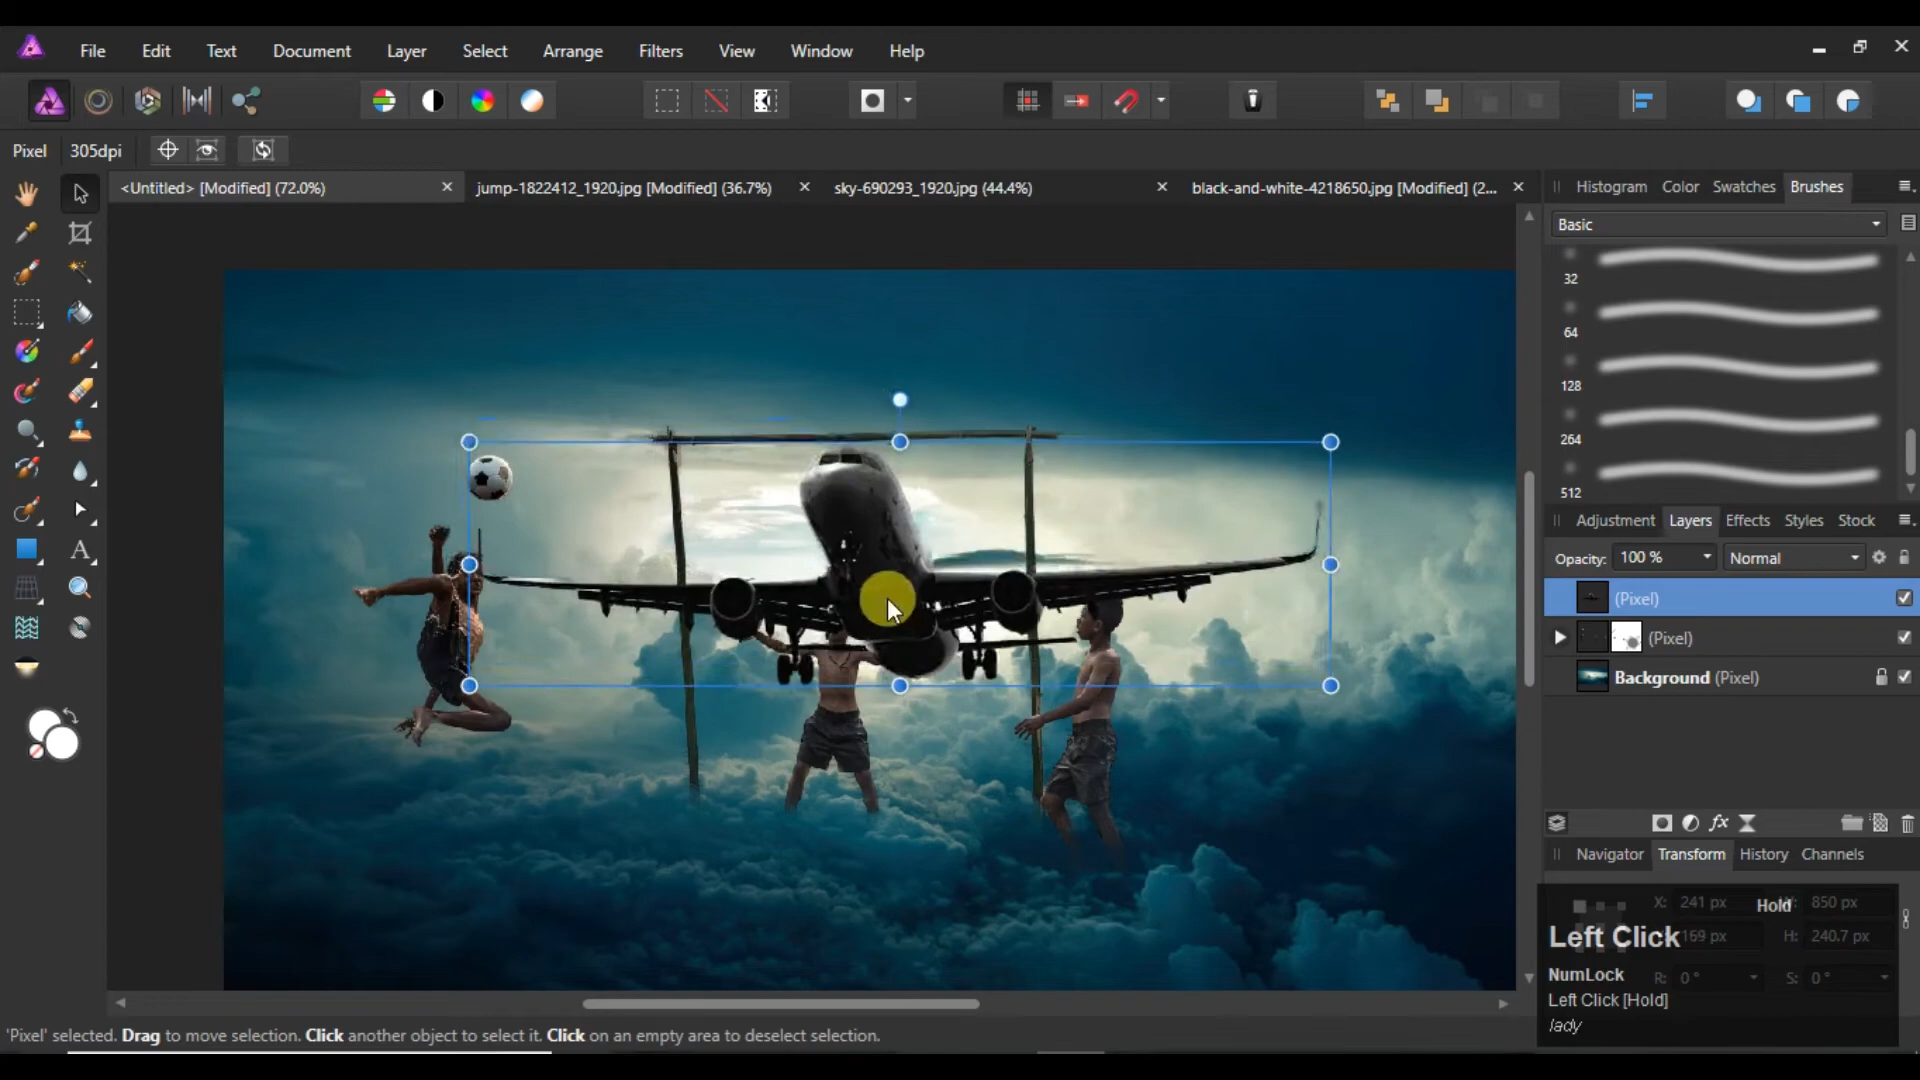 File Edit Text Document Layer Select Arrange Filters View Window Help
Pixel 305dpi
<Untitled> [Modified] (72.0%) jump-1822412_1920.jpg [Modified] (36.7%) sky-690293_1920.jpg (44.4%) black-and-white-4218650.jpg [Modified] (2...
Histogram Color Swatches Brushes
Basic
32
64
128
264
512
Adjustment Layers Effects Styles Stock
Opacity: 100 % Normal
(Pixel)
(Pixel)
Background (Pixel)
fx
Navigator Transform History Channels
X: 241 px Hold 850 px
Left Click 169 px H: 240.7 px
NumLock R: 0 ° S: 0 °
Left Click [Hold]
lady
'Pixel' selected. Drag to move selection. Click another object to select it. Click on an empty area to deselect selection.